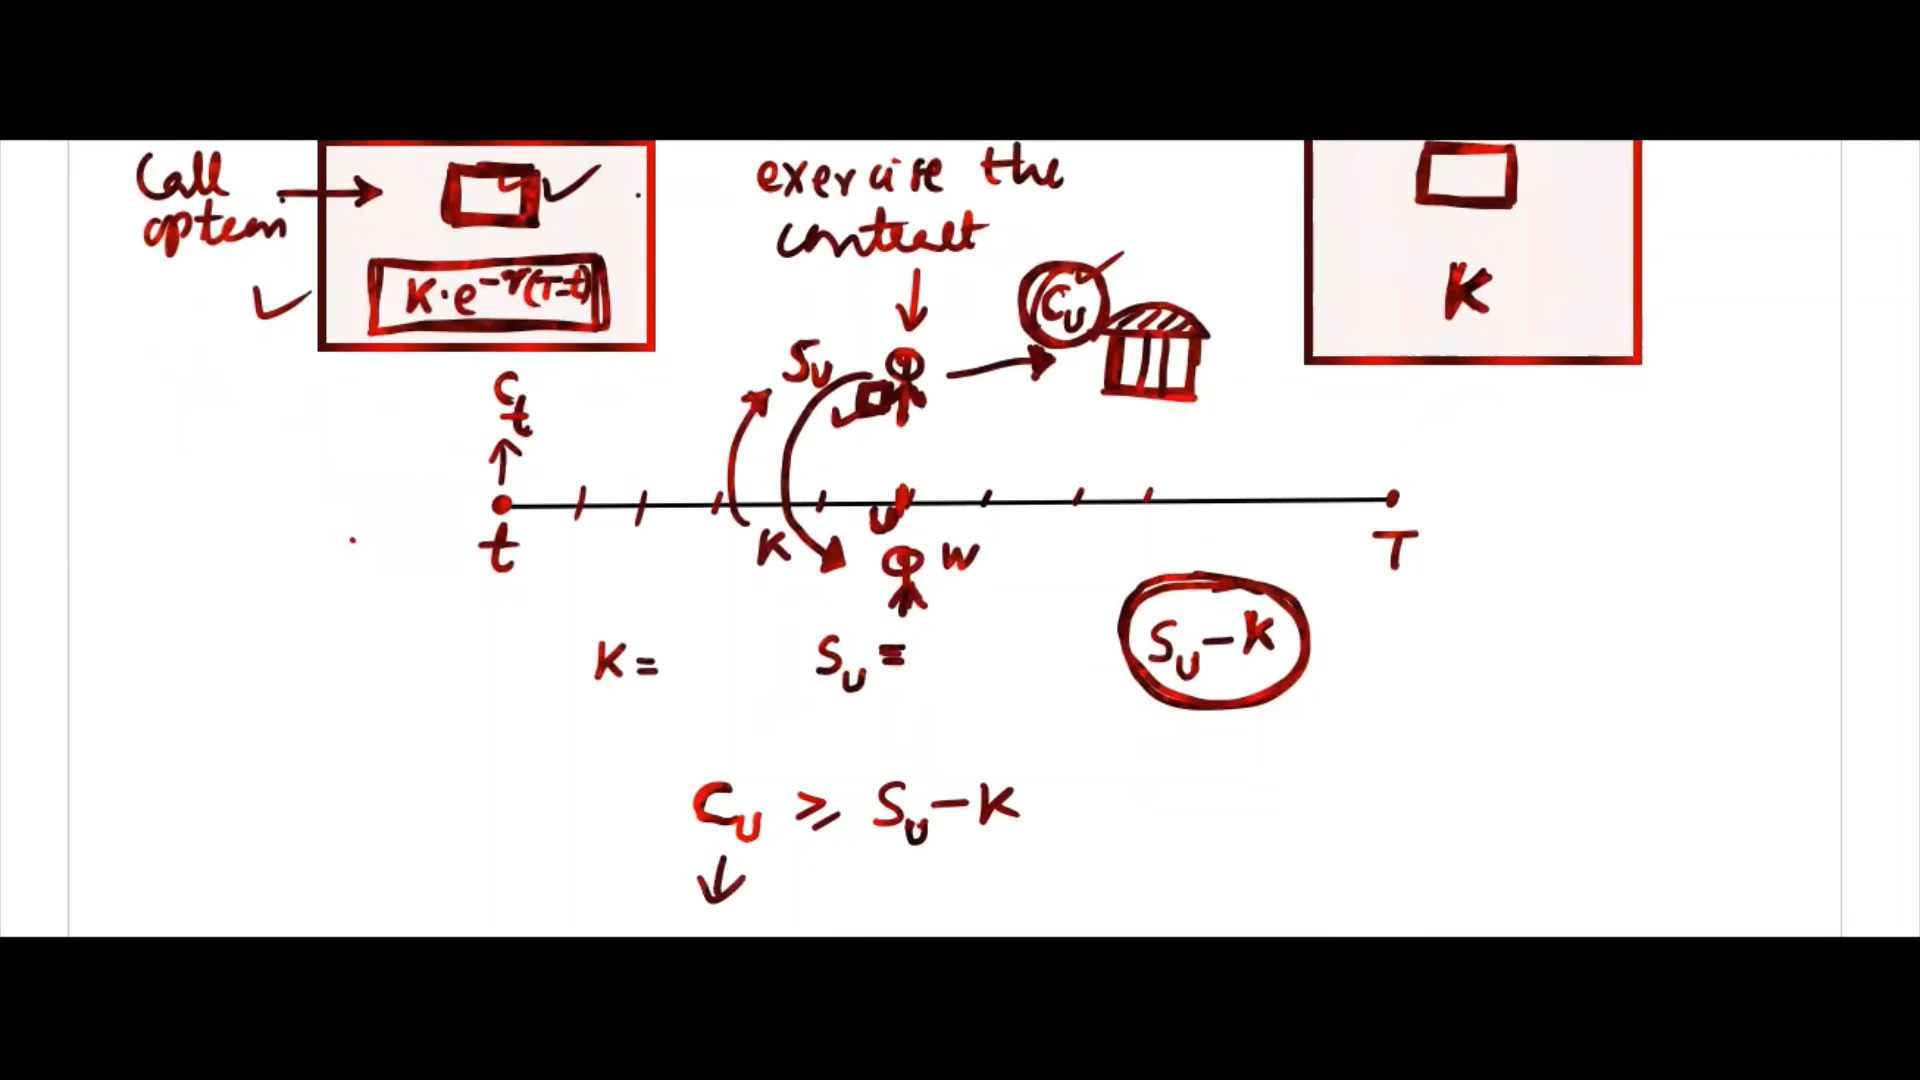 Call
option
K·e^-r(T-t)
exercise the
contract
C_u
K
S_u
C_t
t
u
K
W
T
K =
S_u =
S_u - K
C_u ⩾ S_u - K